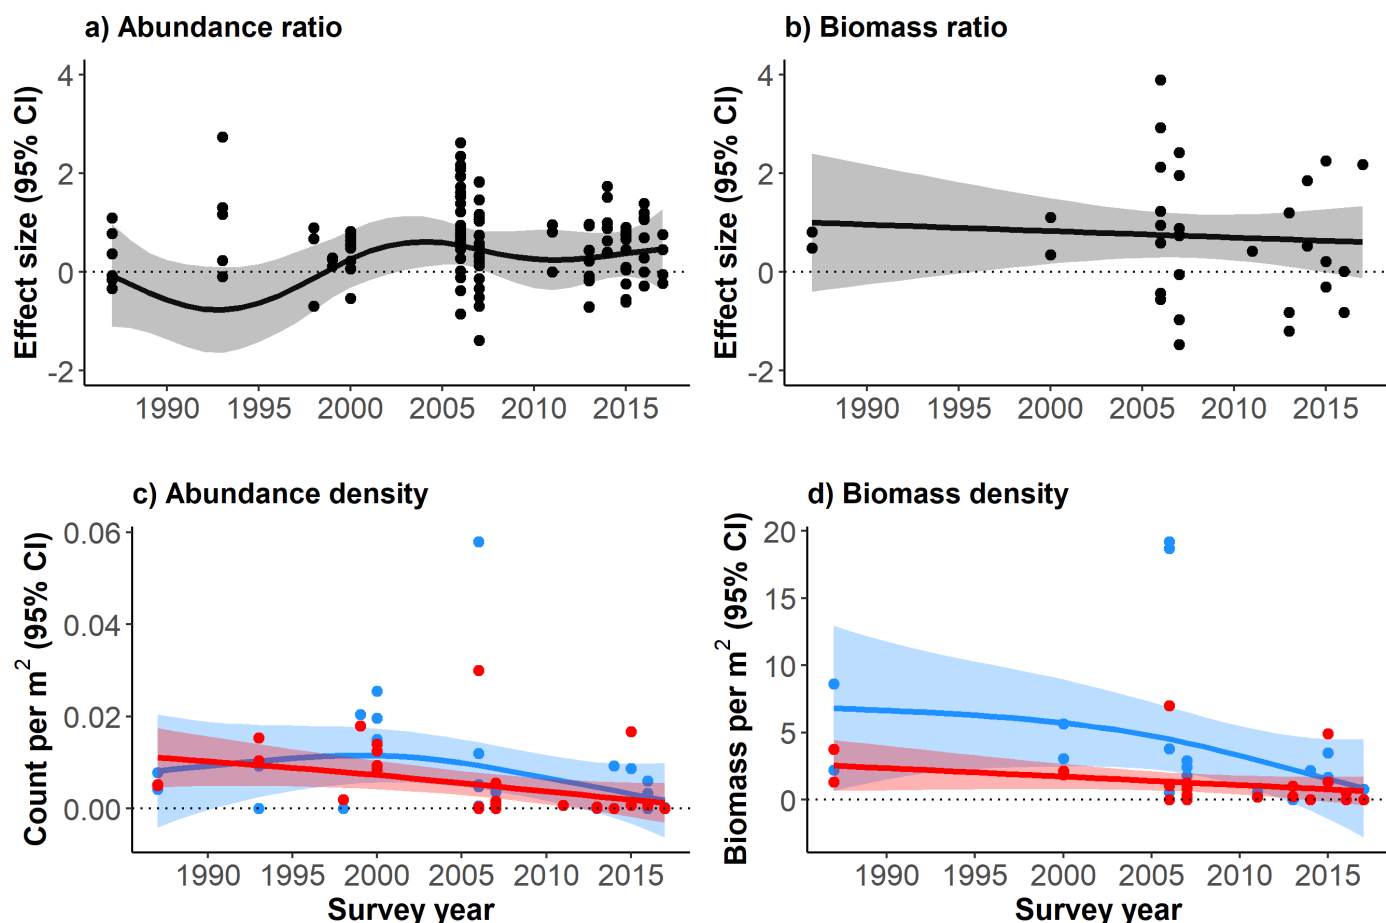 a) Abundance ratio
Effect size (95% CI)
4
2
0
-2
1990 1995 2000 2005 2010 2015
b) Biomass ratio
Effect size (95% CI)
4
2
0
-2
1990 1995 2000 2005 2010 2015
c) Abundance density
Count per m² (95% CI)
0.06
0.04
0.02
0.00
1990 1995 2000 2005 2010 2015
Survey year
d) Biomass density
Biomass per m² (95% CI)
20
15
10
5
0
1990 1995 2000 2005 2010 2015
Survey year